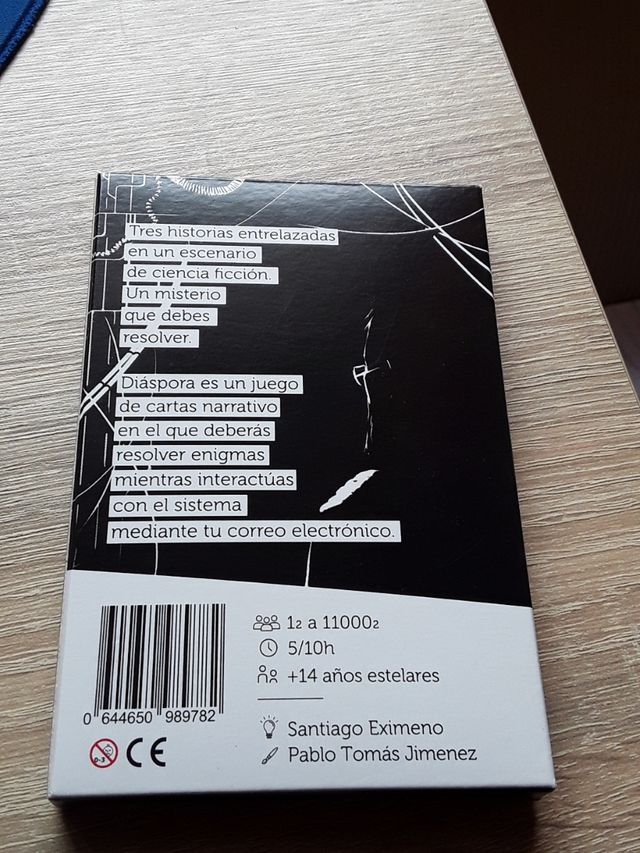 Tres historias entrelazadas
en un escenario
de ciencia ficción.
Un misterio
que debes
resolver.
Diáspora es un juego
de cartas narrativo
en el que deberás
resolver enigmas
mientras interactúas
con el sistema
mediante tu correo electrónico.
1₂ a 11000₂
5/10h
+14 años estelares
Santiago Eximeno
Pablo Tomás Jimenez
0 644650 989782
0-3 CE